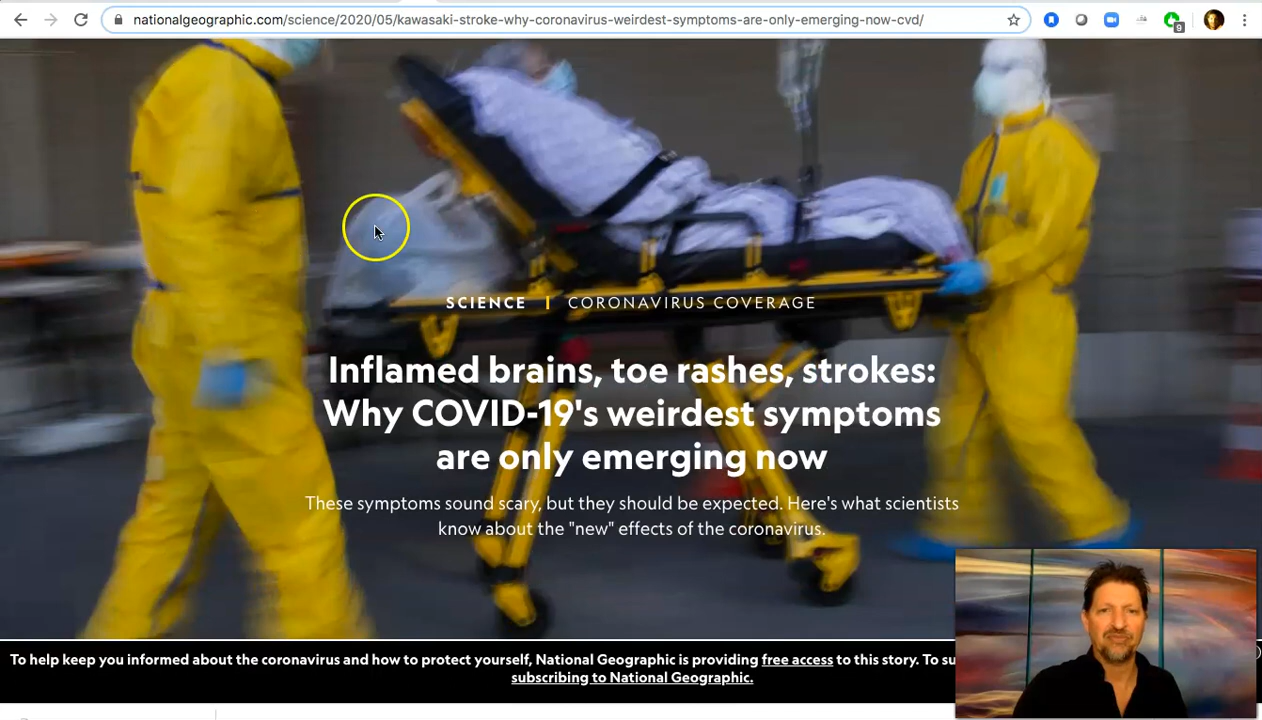 nationalgeographic.com/science/2020/05/kawasaki-stroke-why-coronavirus-weirdest-symptoms-are-only-emerging-now-cvd/
9
SCIENCE | CORONAVIRUS COVERAGE
Inflamed brains, toe rashes, strokes:
Why COVID-19's weirdest symptoms
are only emerging now
These symptoms sound scary, but they should be expected. Here's what scientists
know about the "new" effects of the coronavirus.
To help keep you informed about the coronavirus and how to protect yourself, National Geographic is providing free access to this story. To su
subscribing to National Geographic.